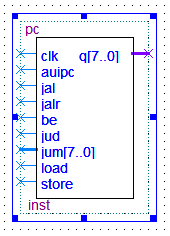 pc
clk q[7..0]
auipc
jal
jalr
be
jud
jum[7..0]
load
store
inst